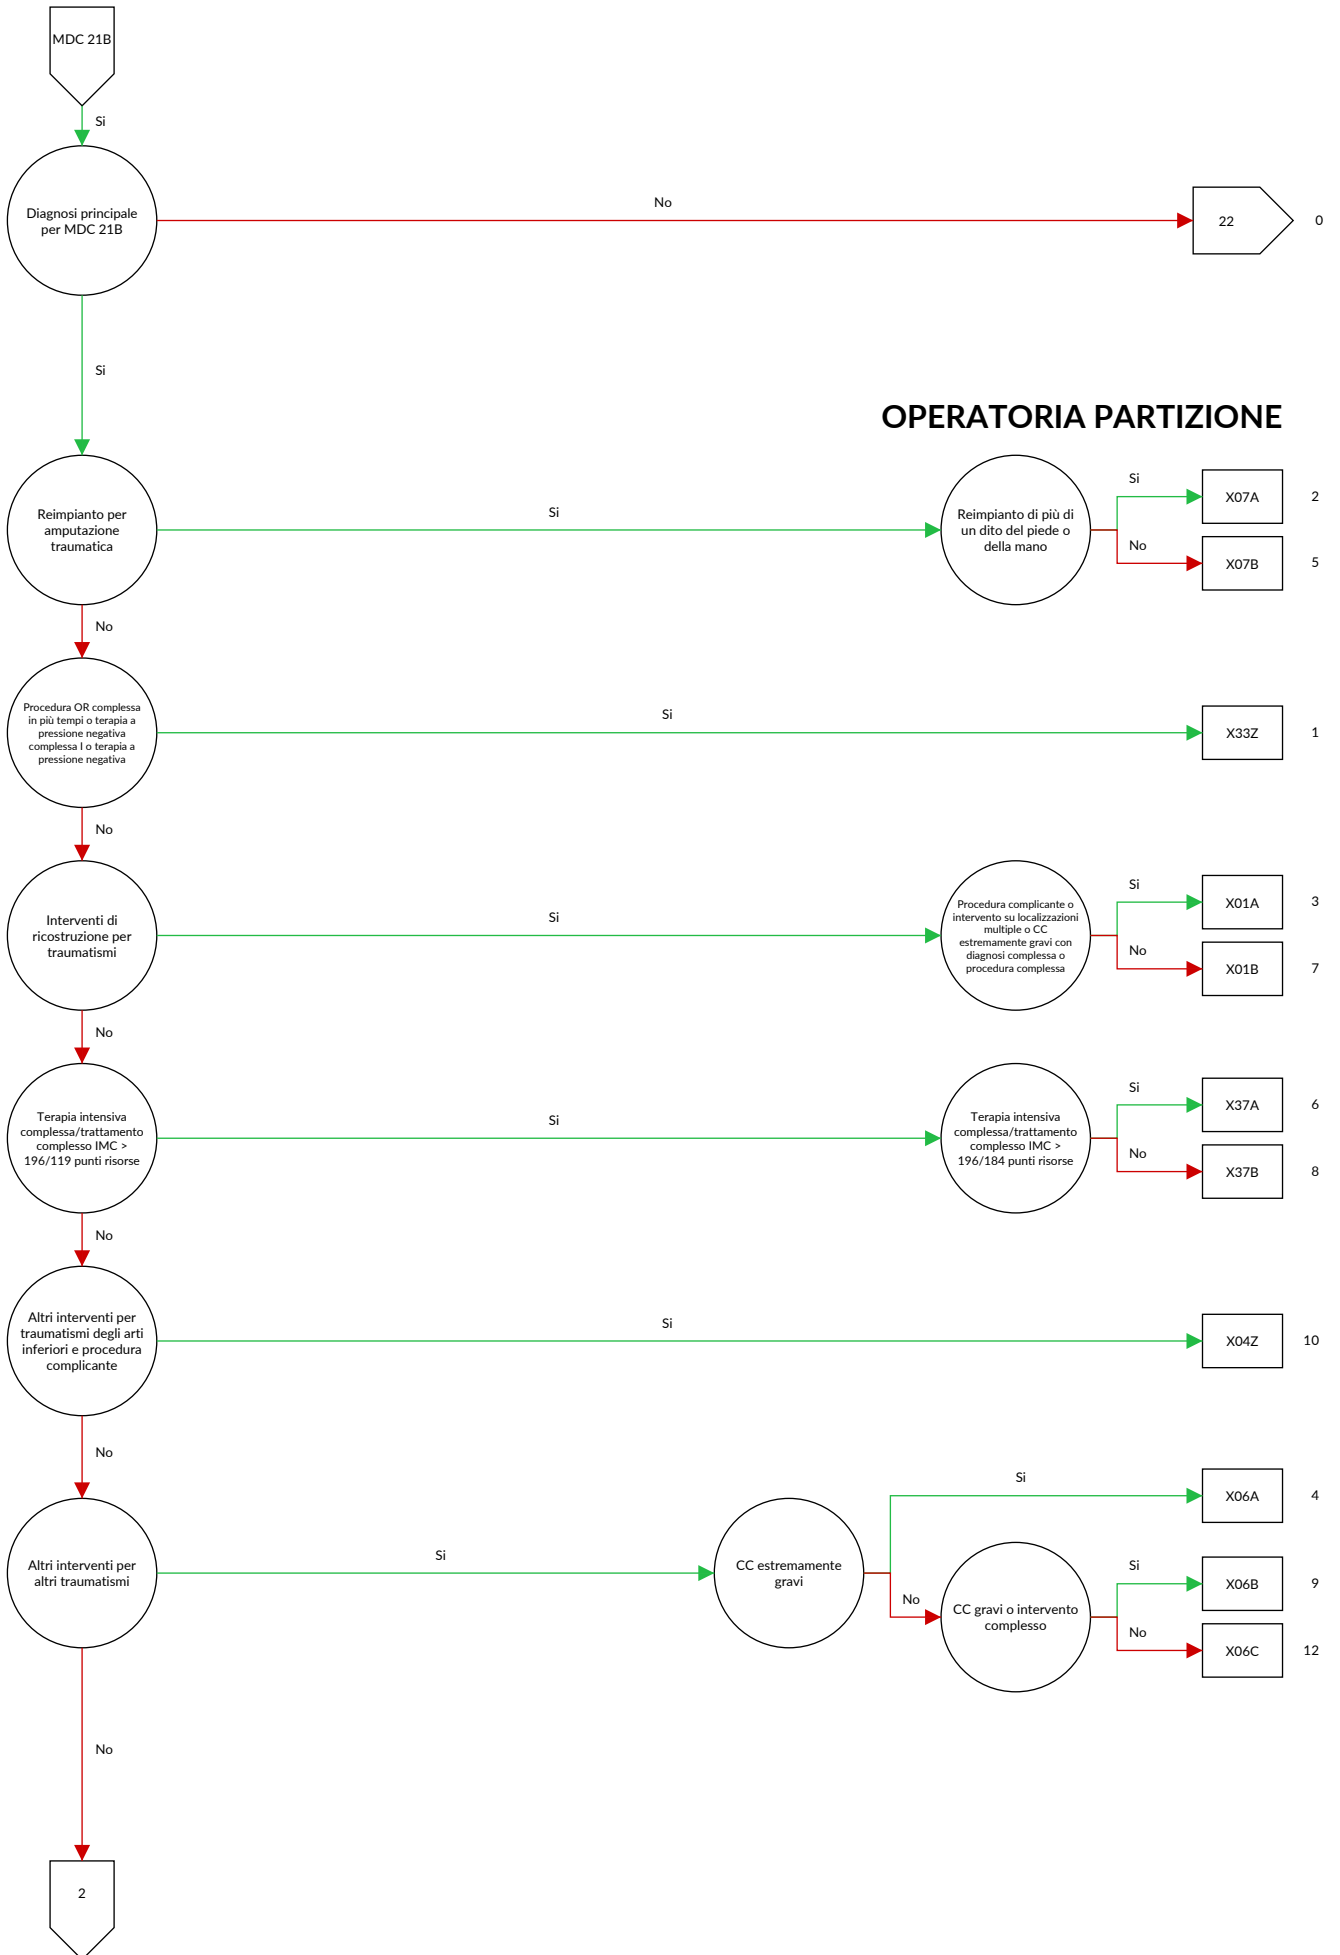 MDC 21B
Si
Diagnosi principale
per MDC 21B
No
22
0
Si
OPERATORIA PARTIZIONE
Reimpianto per
amputazione
traumatica
Si
Reimpianto di più di
un dito del piede o
della mano
Si
X07A
2
No
X07B
5
No
Procedura OR complessa
in più tempi o terapia a
pressione negativa
complessa I o terapia a
pressione negativa
Si
X33Z
1
No
Interventi di
ricostruzione per
traumatismi
Si
Procedura complicante o
intervento su localizzazioni
multiple o CC
estremamente gravi con
diagnosi complessa o
procedura complessa
Si
X01A
3
No
X01B
7
No
Terapia intensiva
complessa/trattamento
complesso IMC >
196/119 punti risorse
Si
Terapia intensiva
complessa/trattamento
complesso IMC >
196/184 punti risorse
Si
X37A
6
No
X37B
8
No
Altri interventi per
traumatismi degli arti
inferiori e procedura
complicante
Si
X04Z
10
No
Altri interventi per
altri traumatismi
Si
CC estremamente
gravi
Si
X06A
4
No
CC gravi o intervento
complesso
Si
X06B
9
No
X06C
12
No
2